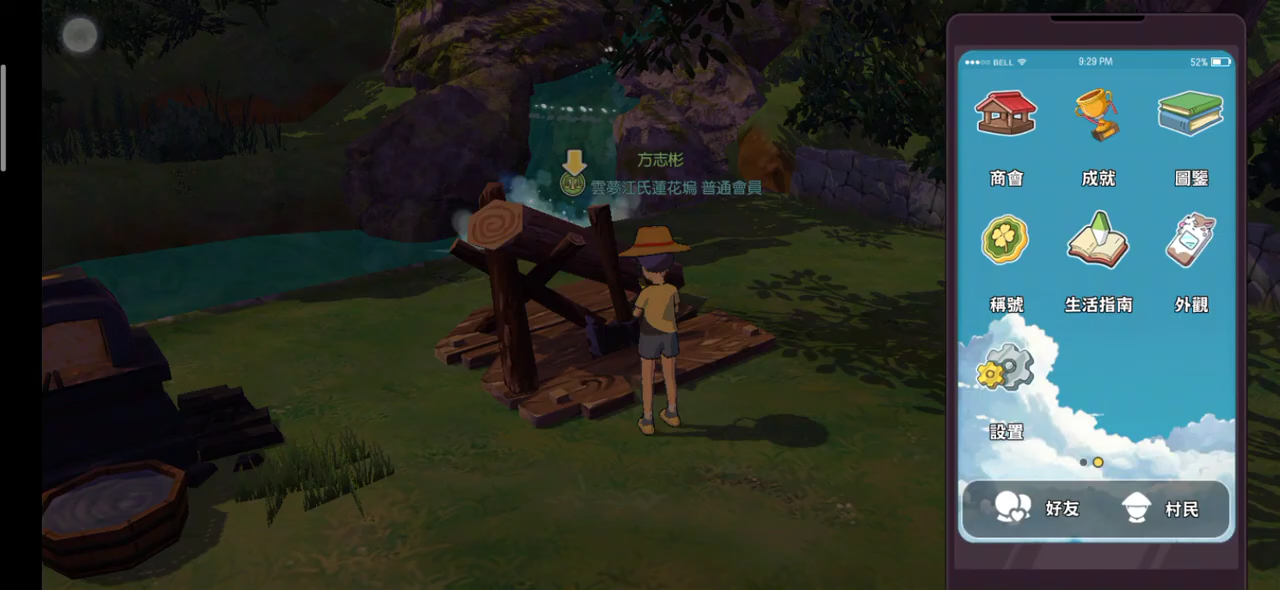 方志彬
雲夢江氏蓮花塢 普通會員
BELL 9:29 PM 52%
商會 成就 圖鑒
稱號 生活指南 外觀
設置
好友 村民